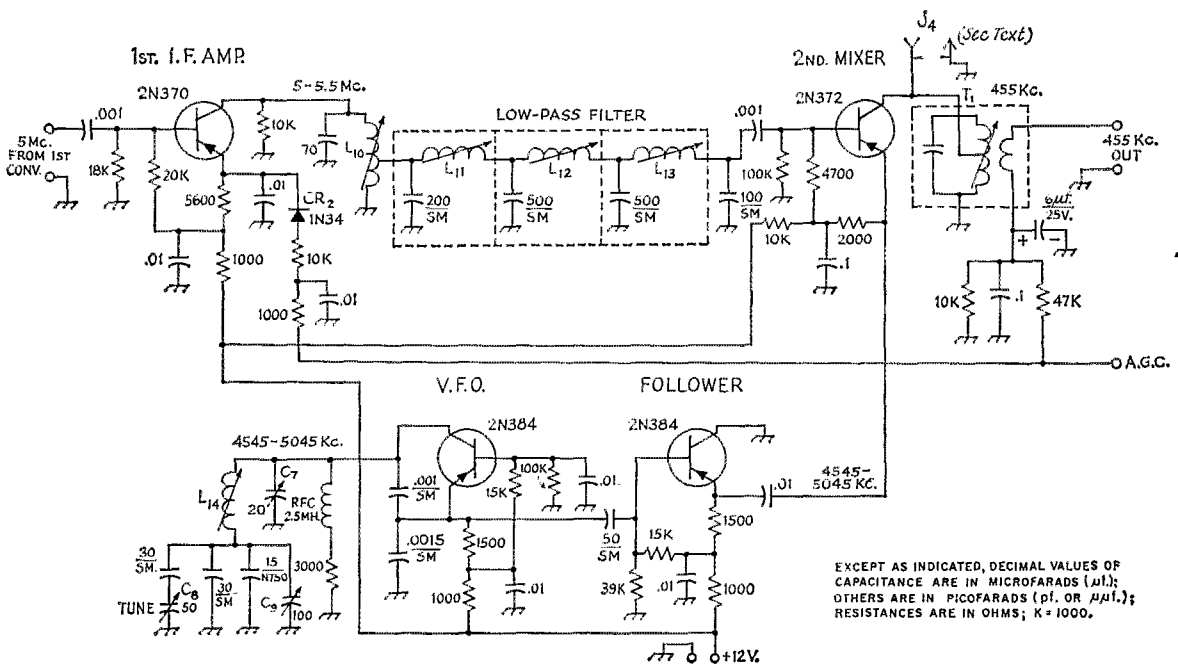 1ST. I.F. AMP.
2N370
5-5.5 Mc.
.001
5 MC.
FROM 1ST
CONV.
18K
20K
10K
70
L10
5600
.01
CR2
1N34
.01
1000
10K
.01
1000
LOW-PASS FILTER
L11
L12
L13
200
SM
500
SM
500
SM
100
SM
2ND. MIXER
2N372
.001
100K
4700
10K
2000
.1
J4
(See Text)
T1
455 KC.
455 KC.
OUT
6μf.
25V.
+
-
10K
.1
47K
A.G.C.
V.F.O.
2N384
4545-5045 KC.
L14
C7
20
RFC
2.5MH.
3000
30
SM.
C8
50
TUNE
30
SM
15
N750
C9
100
.001
SM
.0015
SM
1500
1000
15K
100K
.01
.01
FOLLOWER
2N384
50
SM
39K
15K
.01
1500
1000
.01
4545-
5045 KC.
+12V.
EXCEPT AS INDICATED, DECIMAL VALUES OF
CAPACITANCE ARE IN MICROFARADS (μf.);
OTHERS ARE IN PICOFARADS (pf. OR μμf.);
RESISTANCES ARE IN OHMS; K = 1000.